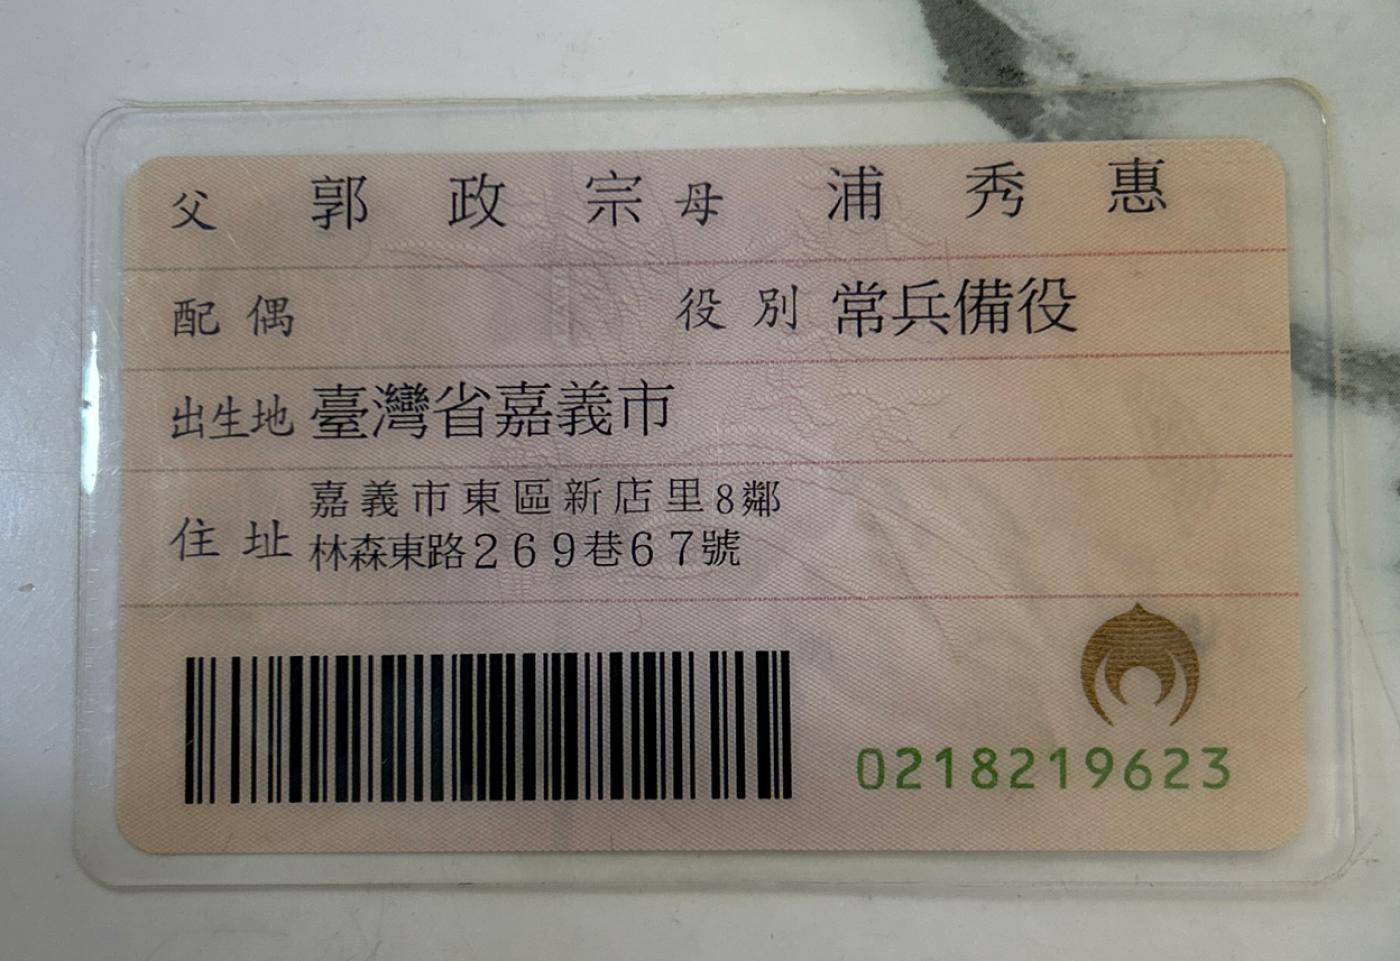 父 郭政宗 母 浦秀惠
配偶 役別 常兵備役
出生地 臺灣省嘉義市
住址 嘉義市東區新店里8鄰
林森東路269巷67號
0218219623